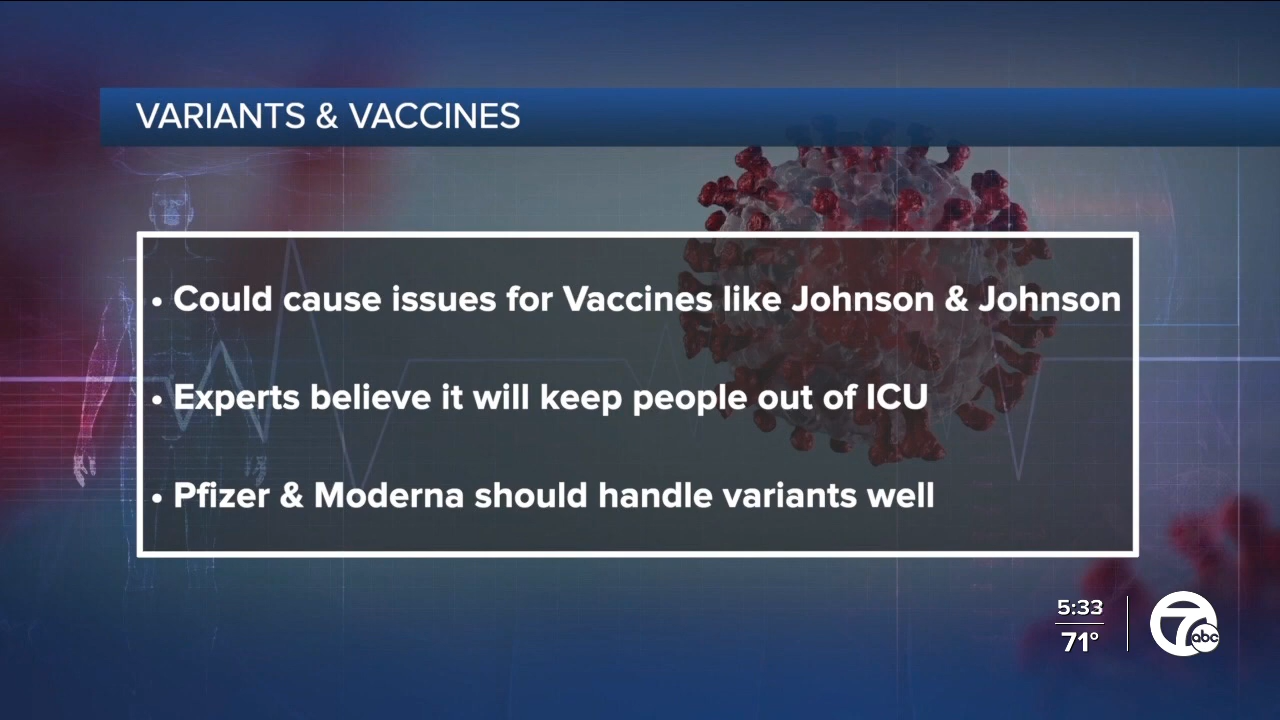 VARIANTS & VACCINES
• Could cause issues for Vaccines like Johnson & Johnson
• Experts believe it will keep people out of ICU
• Pfizer & Moderna should handle variants well
5:33
71°
7 abc